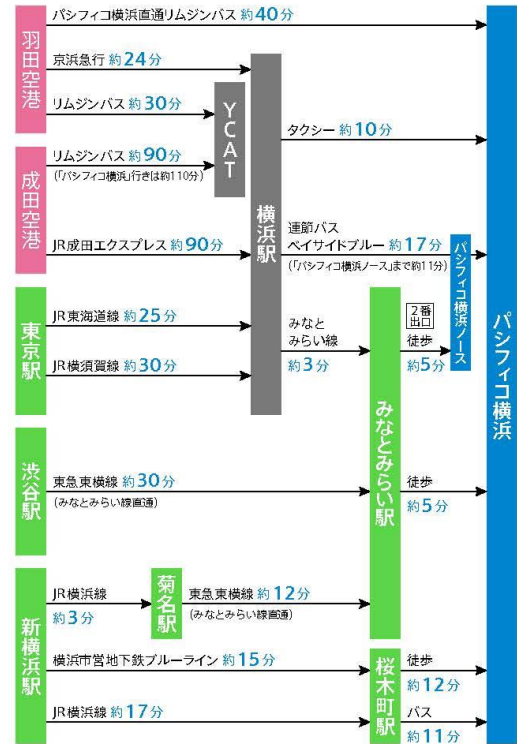 羽田空港
パシフィコ横浜直通リムジンバス 約40分
京浜急行 約24分
リムジンバス 約30分
YCAT
タクシー 約10分
成田空港
リムジンバス 約90分
(「パシフィコ横浜」行きは約110分)
横浜駅
JR成田エクスプレス 約90分
連節バス
ベイサイドブルー 約17分
(「パシフィコ横浜ノース」まで約11分)
パシフィコ横浜ノース
パシフィコ横浜
東京駅
JR東海道線 約25分
JR横須賀線 約30分
みなと
みらい線
約3分
2番
出口
徒歩
約5分
みなとみらい駅
渋谷駅
東急東横線 約30分
(みなとみらい線直通)
徒歩
約5分
新横浜駅
JR横浜線
約3分
菊名駅
東急東横線 約12分
(みなとみらい線直通)
横浜市営地下鉄ブルーライン 約15分
桜木町駅
徒歩
約12分
JR横浜線 約17分
バス
約11分